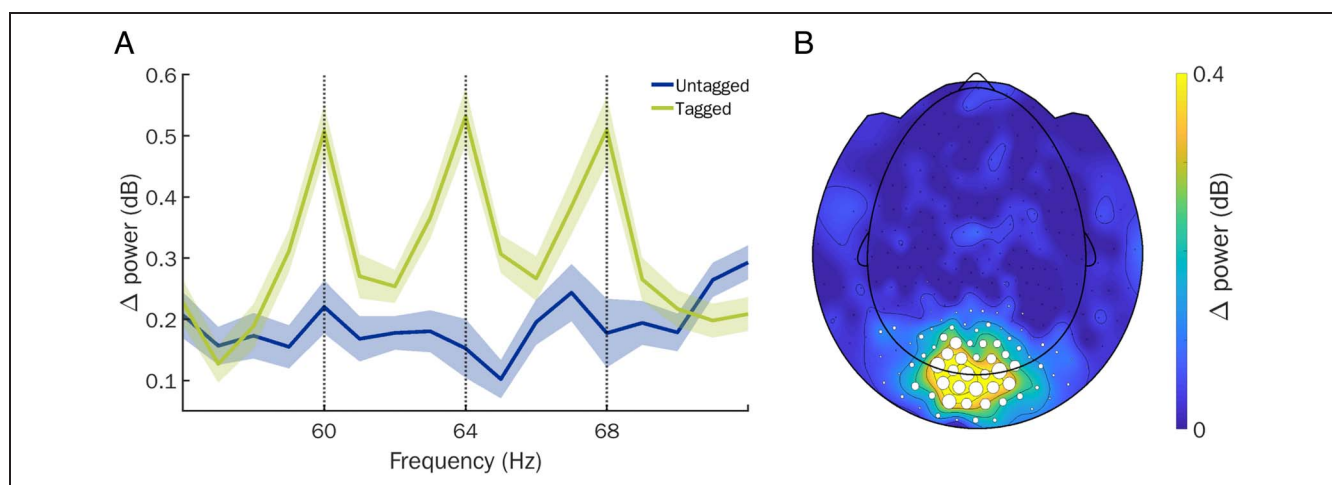 A
Δ power (dB)
0.6
0.5
0.4
0.3
0.2
0.1
60
64
68
Frequency (Hz)
Untagged
Tagged
B
0.4
0
Δ power (dB)